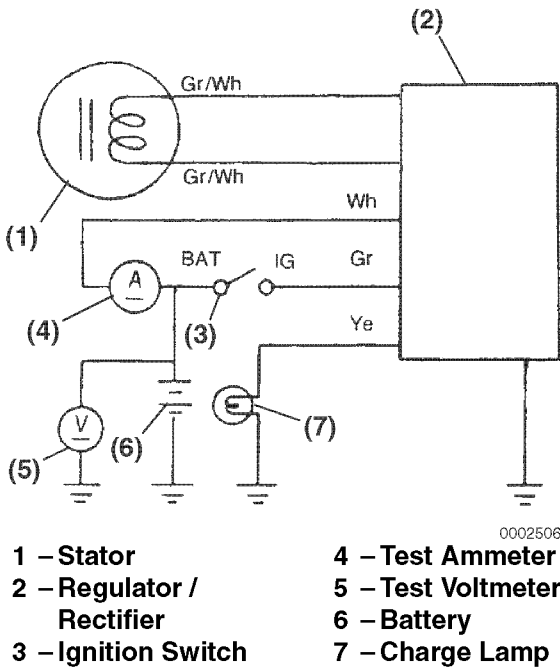 (2)
Gr/Wh
Gr/Wh
(1)
Wh
BAT
IG
Gr
A
(4)
(3)
Ye
V
(5)
(6)
(7)
0002506
1 – Stator
2 – Regulator /
Rectifier
3 – Ignition Switch
4 – Test Ammeter
5 – Test Voltmeter
6 – Battery
7 – Charge Lamp